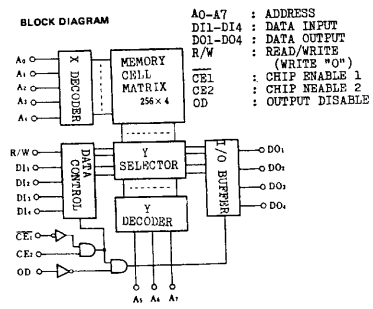 BLOCK DIAGRAM
A0-A7 : ADDRESS
DI1-DI4 : DATA INPUT
DO1-DO4 : DATA OUTPUT
R/W : READ/WRITE
(WRITE "0")
CE1 : CHIP ENABLE 1
CE2 : CHIP NEABLE 2
OD : OUTPUT DISABLE
A0
A1
A2
A3
A4
X DECODER
MEMORY
CELL
MATRIX
256×4
R/W
DI1
DI2
DI3
DI4
DATA CONTROL
Y
SELECTOR
I/O BUFFER
DO1
DO2
DO3
DO4
Y
DECODER
CE1
CE2
OD
A5 A6 A7